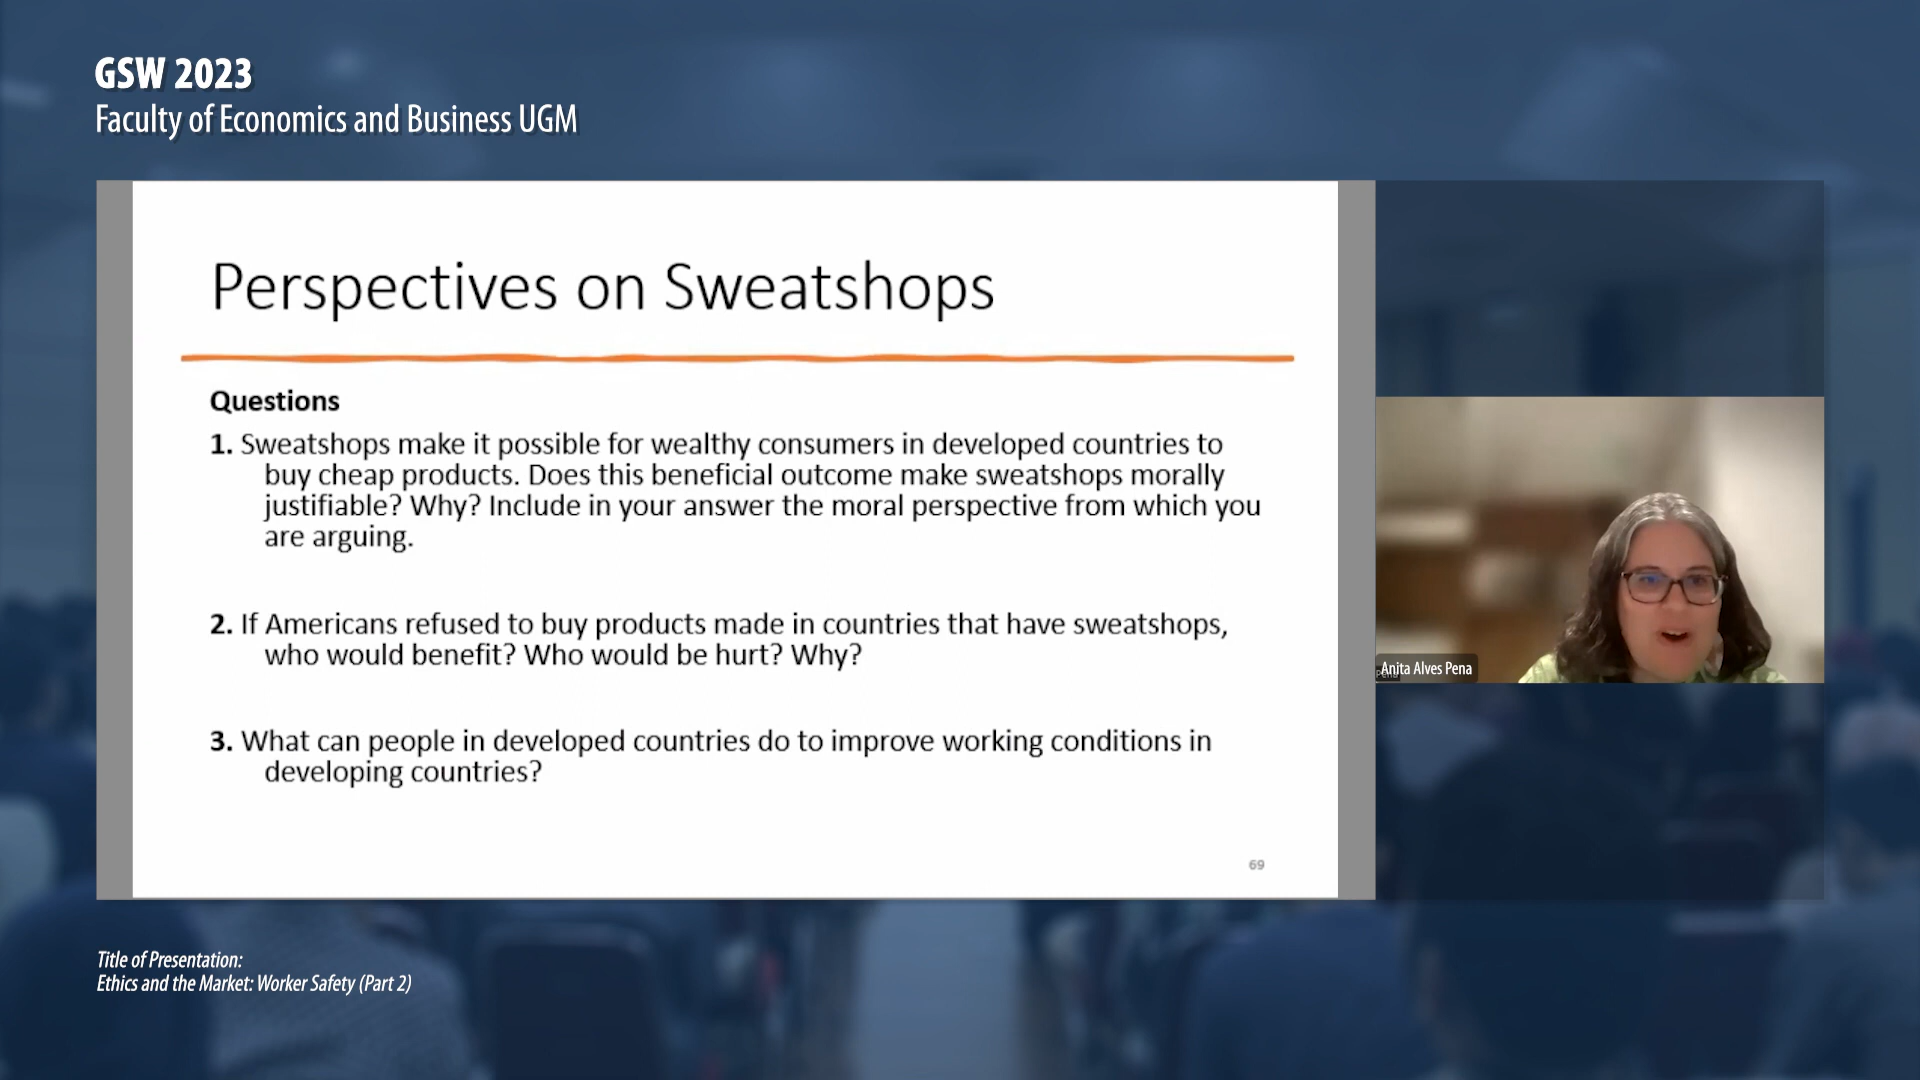 GSW 2023
Faculty of Economics and Business UGM
Perspectives on Sweatshops
Questions
1. Sweatshops make it possible for wealthy consumers in developed countries to
buy cheap products. Does this beneficial outcome make sweatshops morally
justifiable? Why? Include in your answer the moral perspective from which you
are arguing.
2. If Americans refused to buy products made in countries that have sweatshops,
who would benefit? Who would be hurt? Why?
3. What can people in developed countries do to improve working conditions in
developing countries?
69
Anita Alves Pena
Title of Presentation:
Ethics and the Market: Worker Safety (Part 2)